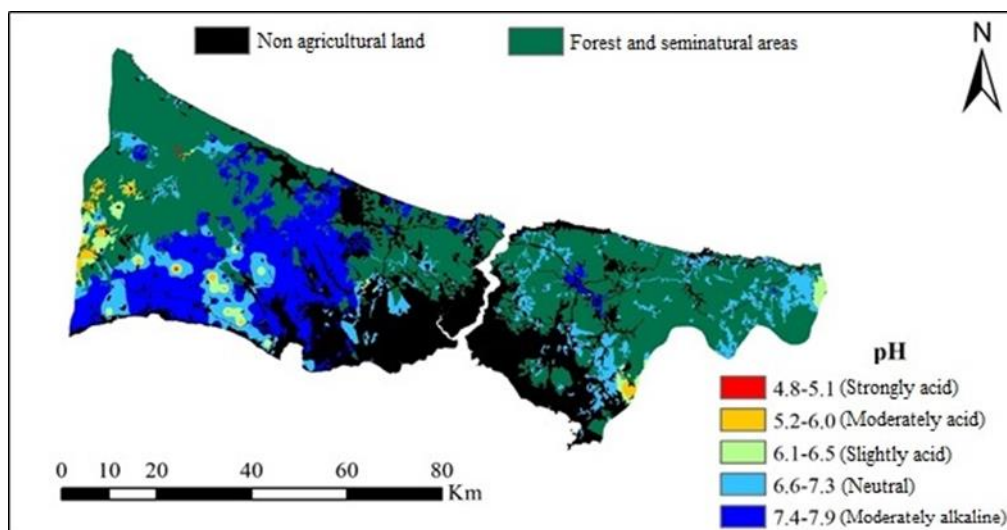 Non agricultural land
Forest and seminatural areas
N
pH
4.8-5.1 (Strongly acid)
5.2-6.0 (Moderately acid)
6.1-6.5 (Slightly acid)
6.6-7.3 (Neutral)
7.4-7.9 (Moderately alkaline)
0 10 20 40 60 80
Km